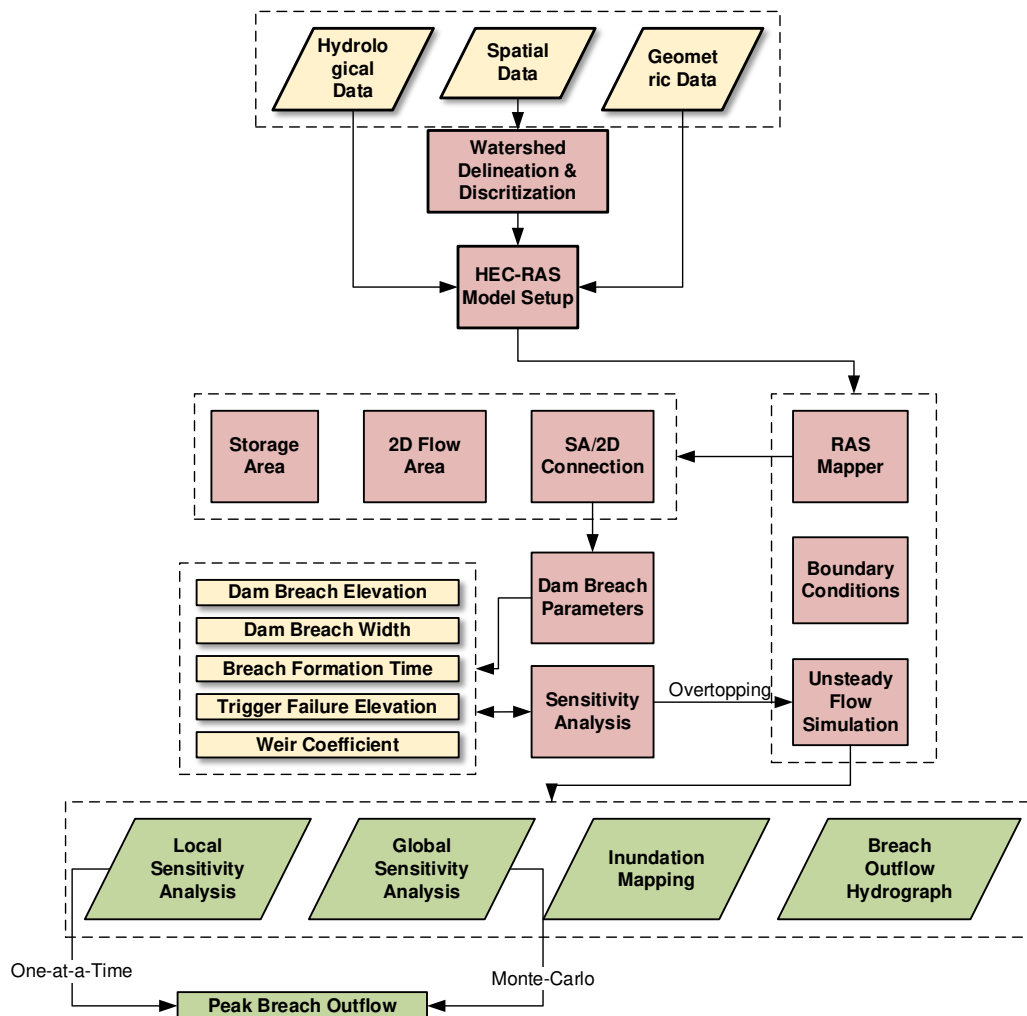 Hydrolo
gical
Data
Spatial
Data
Geomet
ric Data
Watershed
Delineation &
Discritization
HEC-RAS
Model Setup
Storage
Area
2D Flow
Area
SA/2D
Connection
RAS
Mapper
Dam Breach
Parameters
Boundary
Conditions
Dam Breach Elevation
Dam Breach Width
Breach Formation Time
Trigger Failure Elevation
Weir Coefficient
Sensitivity
Analysis
Overtopping
Unsteady
Flow
Simulation
Local
Sensitivity
Analysis
Global
Sensitivity
Analysis
Inundation
Mapping
Breach
Outflow
Hydrograph
One-at-a-Time
Monte-Carlo
Peak Breach Outflow